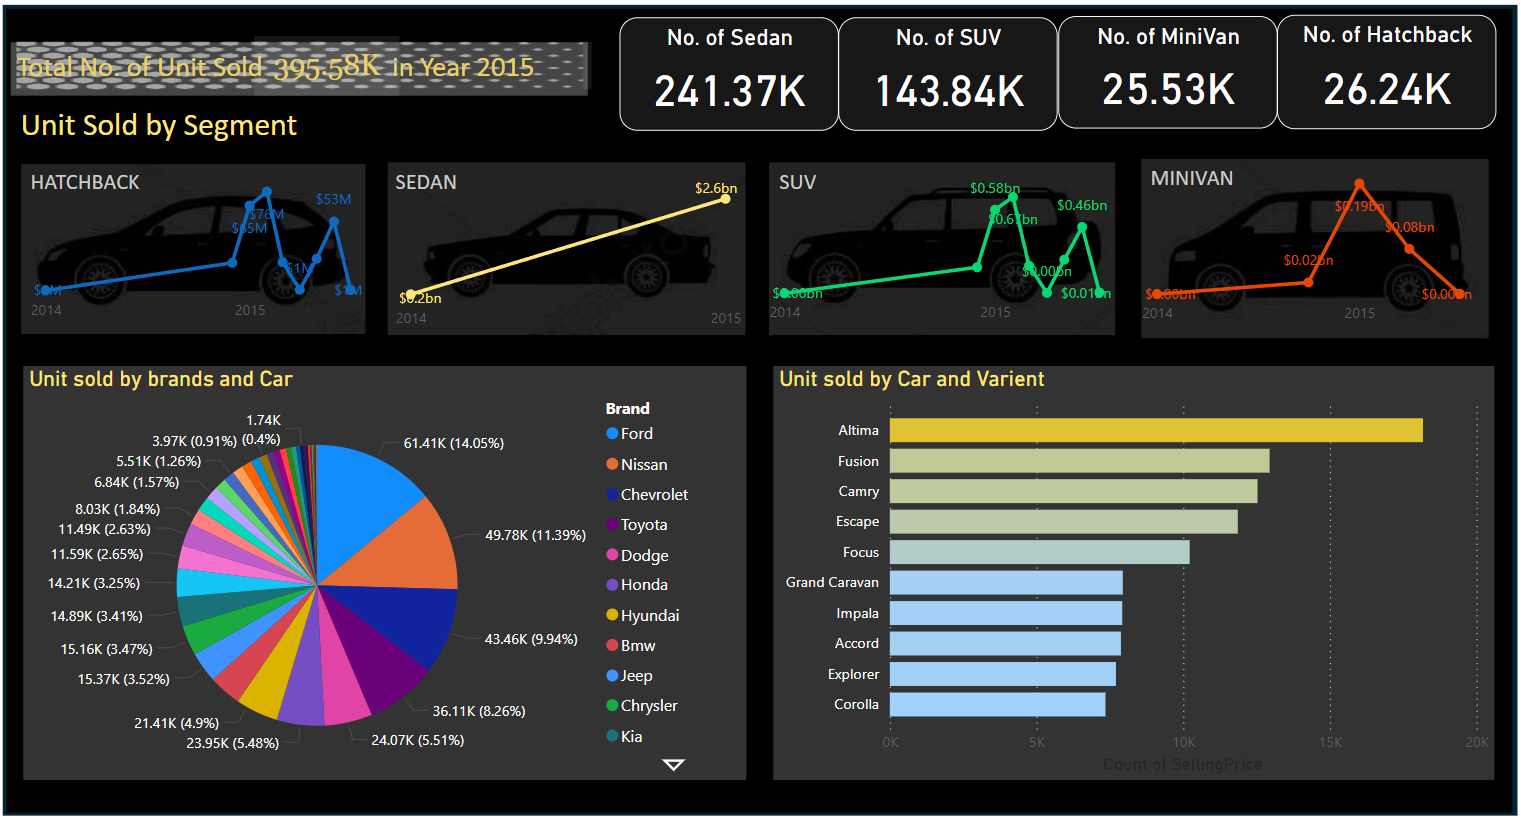 Total No. of Unit Sold 395.58K in Year 2015
No. of Sedan
241.37K
No. of SUV
143.84K
No. of MiniVan
25.53K
No. of Hatchback
26.24K
Unit Sold by Segment
HATCHBACK
$65M
$76M
$1M
$53M
$1M
2014
2015
SEDAN
$0.2bn
$2.6bn
2014
2015
SUV
$0.00bn
$0.58bn
$0.67bn
$0.00bn
$0.46bn
$0.01bn
2014
2015
MINIVAN
$0.00bn
$0.02bn
$0.19bn
$0.08bn
$0.00bn
2014
2015
Unit sold by brands and Car
1.74K
(0.4%)
3.97K (0.91%)
5.51K (1.26%)
6.84K (1.57%)
8.03K (1.84%)
11.49K (2.63%)
11.59K (2.65%)
14.21K (3.25%)
14.89K (3.41%)
15.16K (3.47%)
15.37K (3.52%)
21.41K (4.9%)
23.95K (5.48%)
24.07K (5.51%)
36.11K (8.26%)
43.46K (9.94%)
49.78K (11.39%)
61.41K (14.05%)
Brand
Ford
Nissan
Chevrolet
Toyota
Dodge
Honda
Hyundai
Bmw
Jeep
Chrysler
Kia
Unit sold by Car and Varient
Altima
Fusion
Camry
Escape
Focus
Grand Caravan
Impala
Accord
Explorer
Corolla
0K
5K
10K
15K
20K
Count of SellingPrice